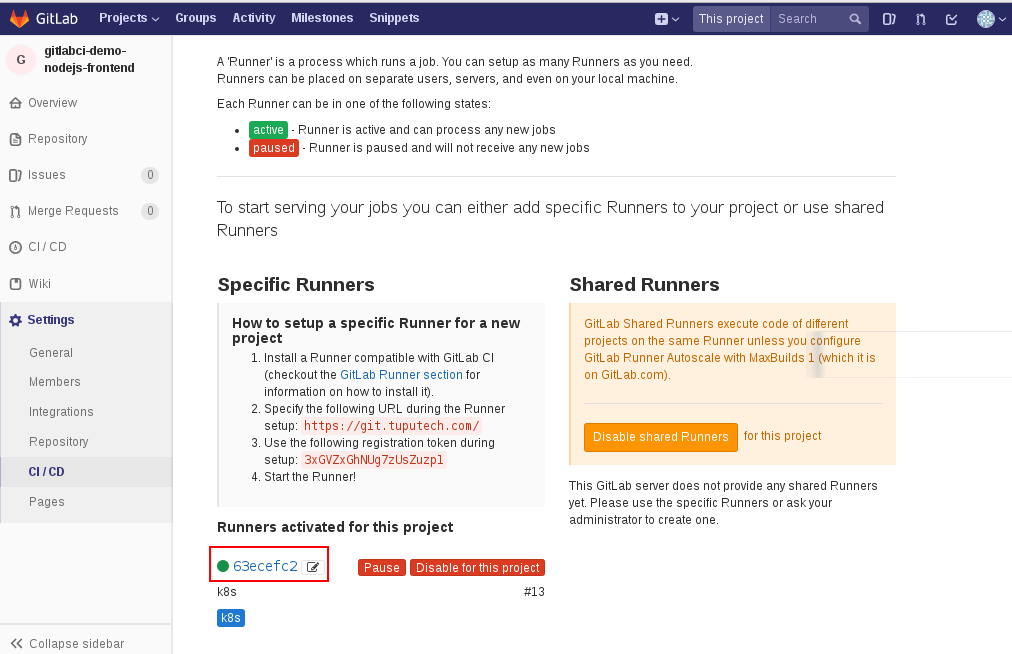 GitLab Projects Groups Activity Milestones Snippets This project Search
G gitlabci-demo-
nodejs-frontend
Overview
Repository
Issues 0
Merge Requests 0
CI / CD
Wiki
Settings
General
Members
Integrations
Repository
CI / CD
Pages
Collapse sidebar
A 'Runner' is a process which runs a job. You can setup as many Runners as you need.
Runners can be placed on separate users, servers, and even on your local machine.
Each Runner can be in one of the following states:
• active - Runner is active and can process any new jobs
• paused - Runner is paused and will not receive any new jobs
To start serving your jobs you can either add specific Runners to your project or use shared
Runners
Specific Runners
How to setup a specific Runner for a new
project
1. Install a Runner compatible with GitLab CI
(checkout the GitLab Runner section for
information on how to install it).
2. Specify the following URL during the Runner
setup: https://git.tuputech.com/
3. Use the following registration token during
setup: 3xGVZxGhNUg7zUsZuzp1
4. Start the Runner!
Runners activated for this project
63ecefc2 Pause Disable for this project
k8s #13
k8s
Shared Runners
GitLab Shared Runners execute code of different
projects on the same Runner unless you configure
GitLab Runner Autoscale with MaxBuilds 1 (which it is
on GitLab.com).
Disable shared Runners for this project
This GitLab server does not provide any shared Runners
yet. Please use the specific Runners or ask your
administrator to create one.